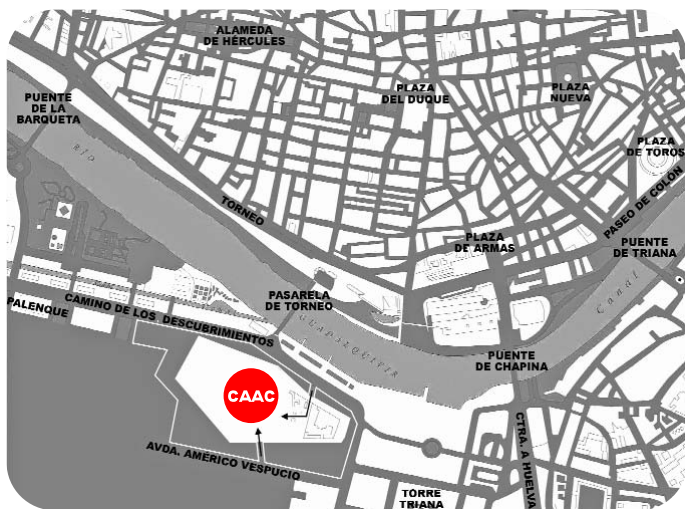 ALAMEDA
DE HÉRCULES
PLAZA
DEL DUQUE
PLAZA
NUEVA
PUENTE
DE LA
BARQUETA
PLAZA
DE TOROS
RÍO
TORNEO
PASEO DE COLÓN
PLAZA
DE ARMAS
PUENTE
DE TRIANA
Canal
PASARELA
DE TORNEO
GUADALQUIVIR
PALENQUE
CAMINO DE LOS DESCUBRIMIENTOS
PUENTE
DE CHAPINA
CAAC
AVDA. AMÉRICO VESPUCIO
CTRA. A HUELVA
TORRE
TRIANA